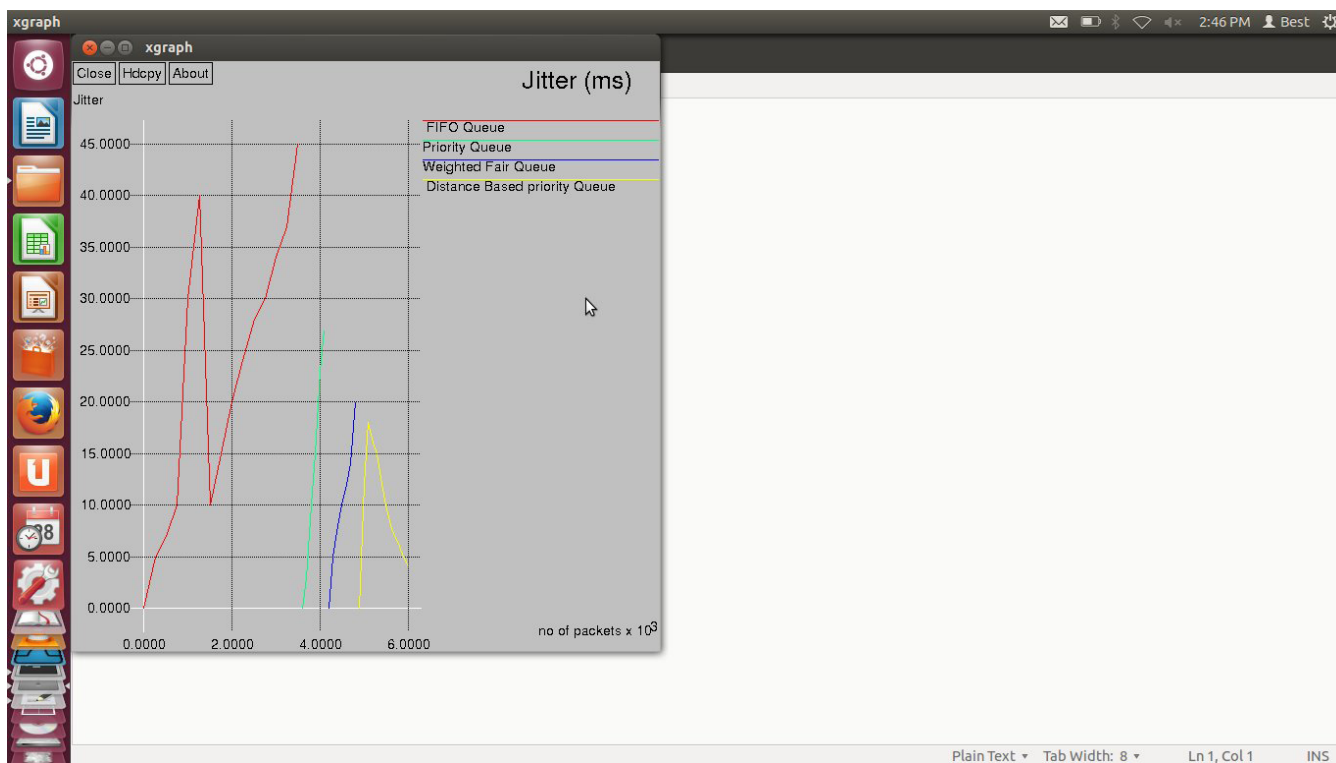 xgraph
2:46 PM Best
xgraph
Close Hdcpy About
Jitter (ms)
Jitter
FIFO Queue
Priority Queue
Weighted Fair Queue
Distance Based priority Queue
45.0000
40.0000
35.0000
30.0000
25.0000
20.0000
15.0000
10.0000
5.0000
0.0000
no of packets x 10³
0.0000 2.0000 4.0000 6.0000
Plain Text Tab Width: 8 Ln 1, Col 1 INS